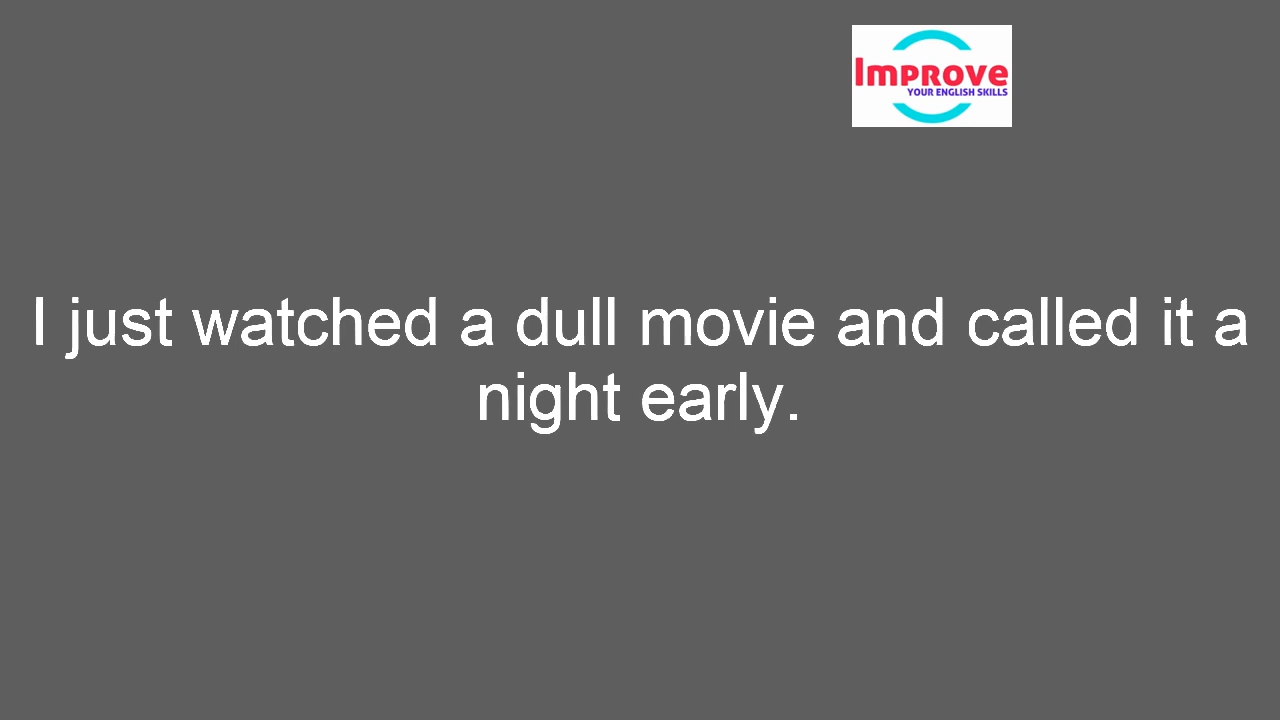 Improve
YOUR ENGLISH SKILLS
I just watched a dull movie and called it a
night early.